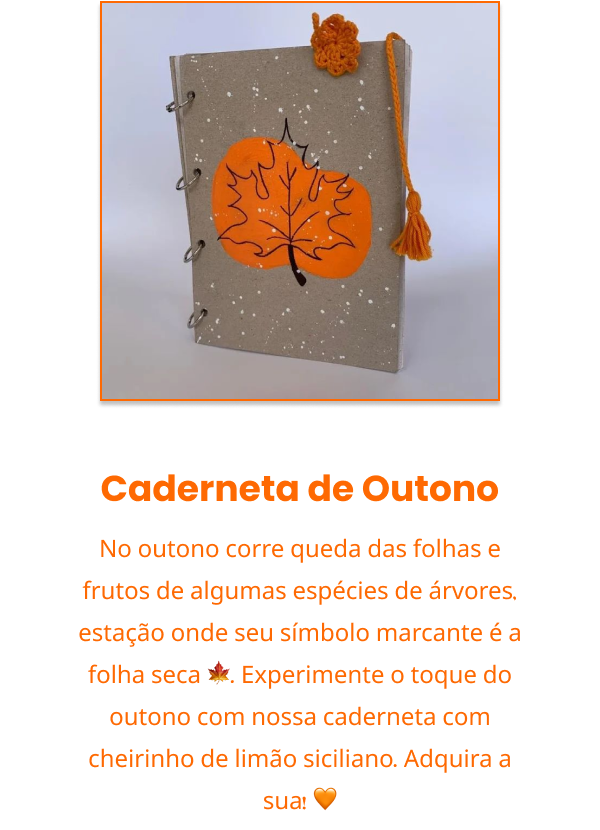 Caderneta de Outono
No outono corre queda das folhas e
frutos de algumas espécies de árvores,
estação onde seu símbolo marcante é a
folha seca 🍁. Experimente o toque do
outono com nossa caderneta com
cheirinho de limão siciliano. Adquira a
sua! 🧡